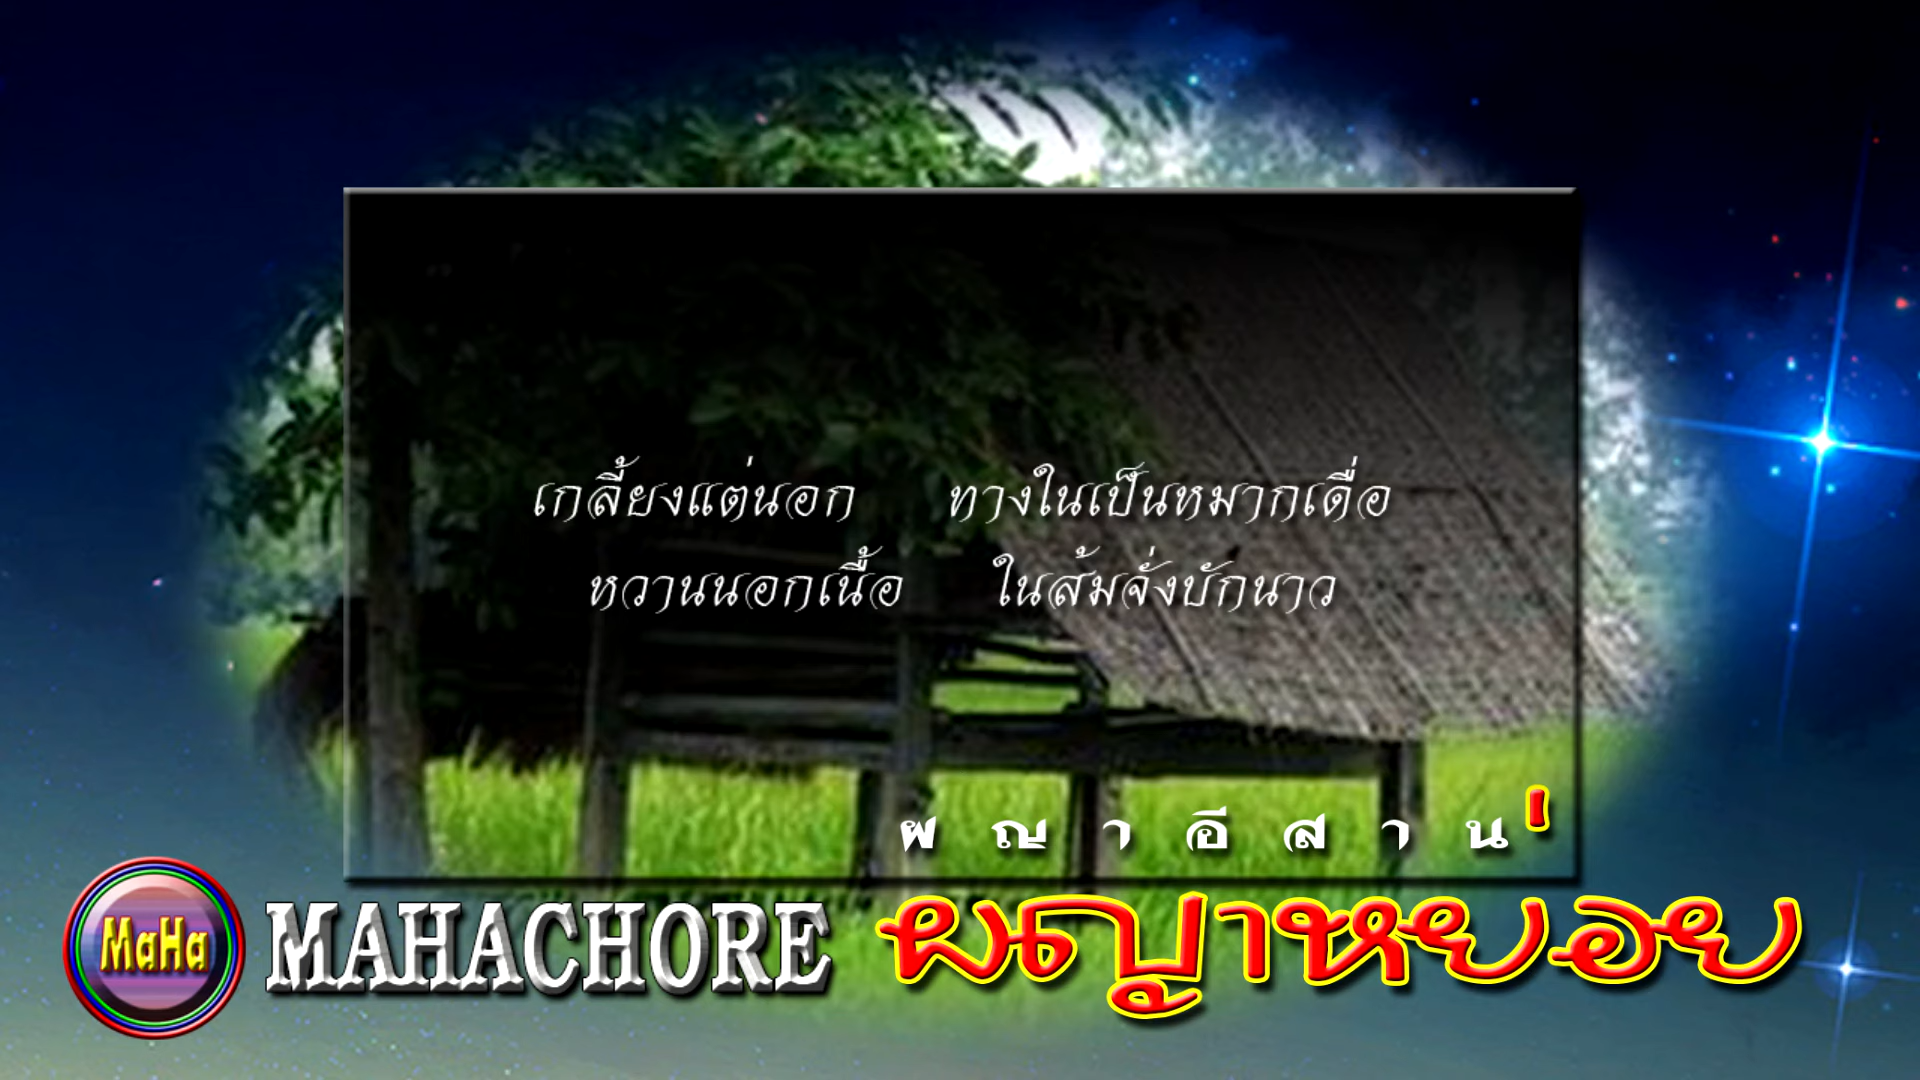 เกลี้ยงแต่นอก ทางในเป็นหมากเดื่อ
หวานนอกเนื้อ ในส้มจั่งบักนาว
ผ ณ า อี ส า น
MaHa MAHACHORE ผญ่าหย่อย